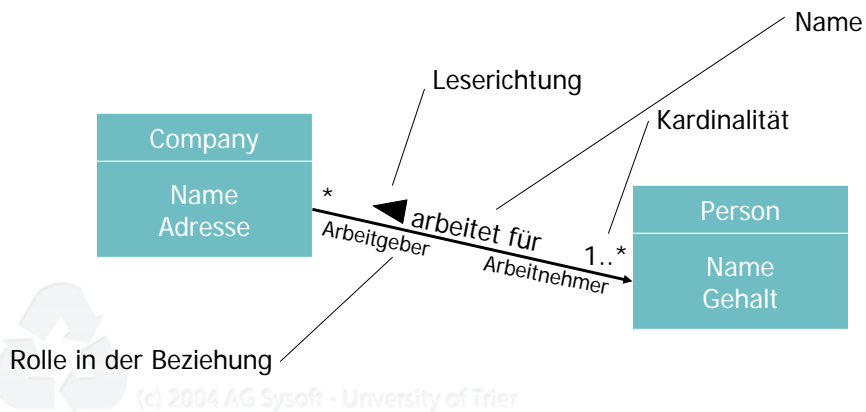 Name
Leserichtung
Kardinalität
Company
Name
Adresse
*
arbeitet für
Arbeitgeber
Arbeitnehmer
1..*
Person
Name
Gehalt
Rolle in der Beziehung
(c) 2004 AG Sysoft - Unversity of Trier